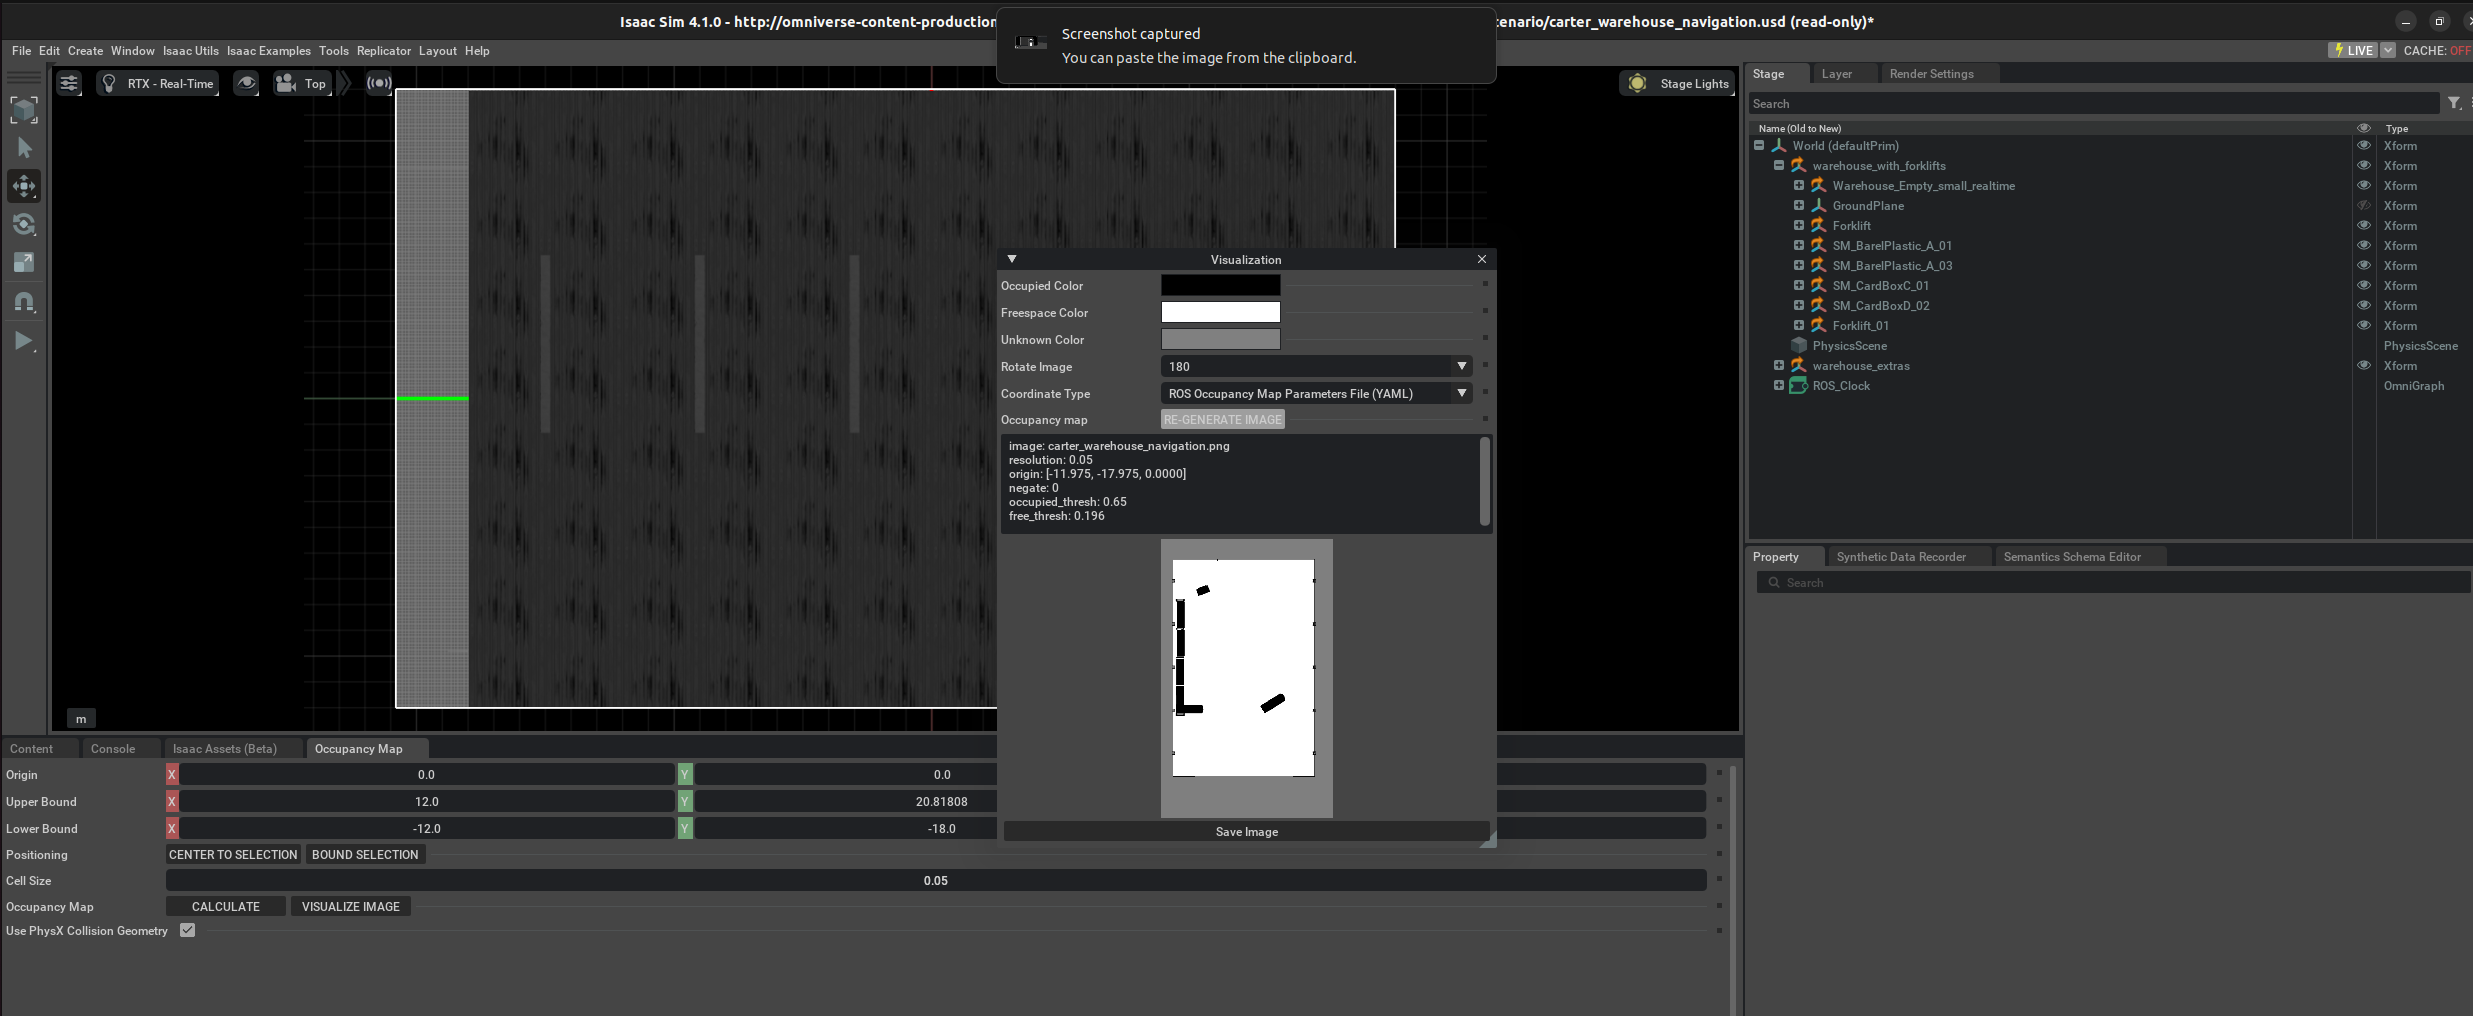 Isaac Sim 4.1.0 - http://omniverse-content-production
enario/carter_warehouse_navigation.usd (read-only)*
Screenshot captured
You can paste the image from the clipboard.
File Edit Create Window Isaac Utils Isaac Examples Tools Replicator Layout Help
LIVE
CACHE: OFF
RTX - Real-Time
Top
Stage Lights
m
Stage
Layer
Render Settings
Search
Name (Old to New)
Type
World (defaultPrim)
Xform
warehouse_with_forklifts
Xform
Warehouse_Empty_small_realtime
Xform
GroundPlane
Xform
Forklift
Xform
SM_BarelPlastic_A_01
Xform
SM_BarelPlastic_A_03
Xform
SM_CardBoxC_01
Xform
SM_CardBoxD_02
Xform
Forklift_01
Xform
PhysicsScene
PhysicsScene
warehouse_extras
Xform
ROS_Clock
OmniGraph
Property
Synthetic Data Recorder
Semantics Schema Editor
Search
Visualization
Occupied Color
Freespace Color
Unknown Color
Rotate Image
180
Coordinate Type
ROS Occupancy Map Parameters File (YAML)
Occupancy map
RE-GENERATE IMAGE
image: carter_warehouse_navigation.png
resolution: 0.05
origin: [-11.975, -17.975, 0.0000]
negate: 0
occupied_thresh: 0.65
free_thresh: 0.196
Save Image
Content
Console
Isaac Assets (Beta)
Occupancy Map
Origin
X
0.0
Y
0.0
Upper Bound
X
12.0
Y
20.81808
Lower Bound
X
-12.0
Y
-18.0
Positioning
CENTER TO SELECTION
BOUND SELECTION
Cell Size
0.05
Occupancy Map
CALCULATE
VISUALIZE IMAGE
Use PhysX Collision Geometry